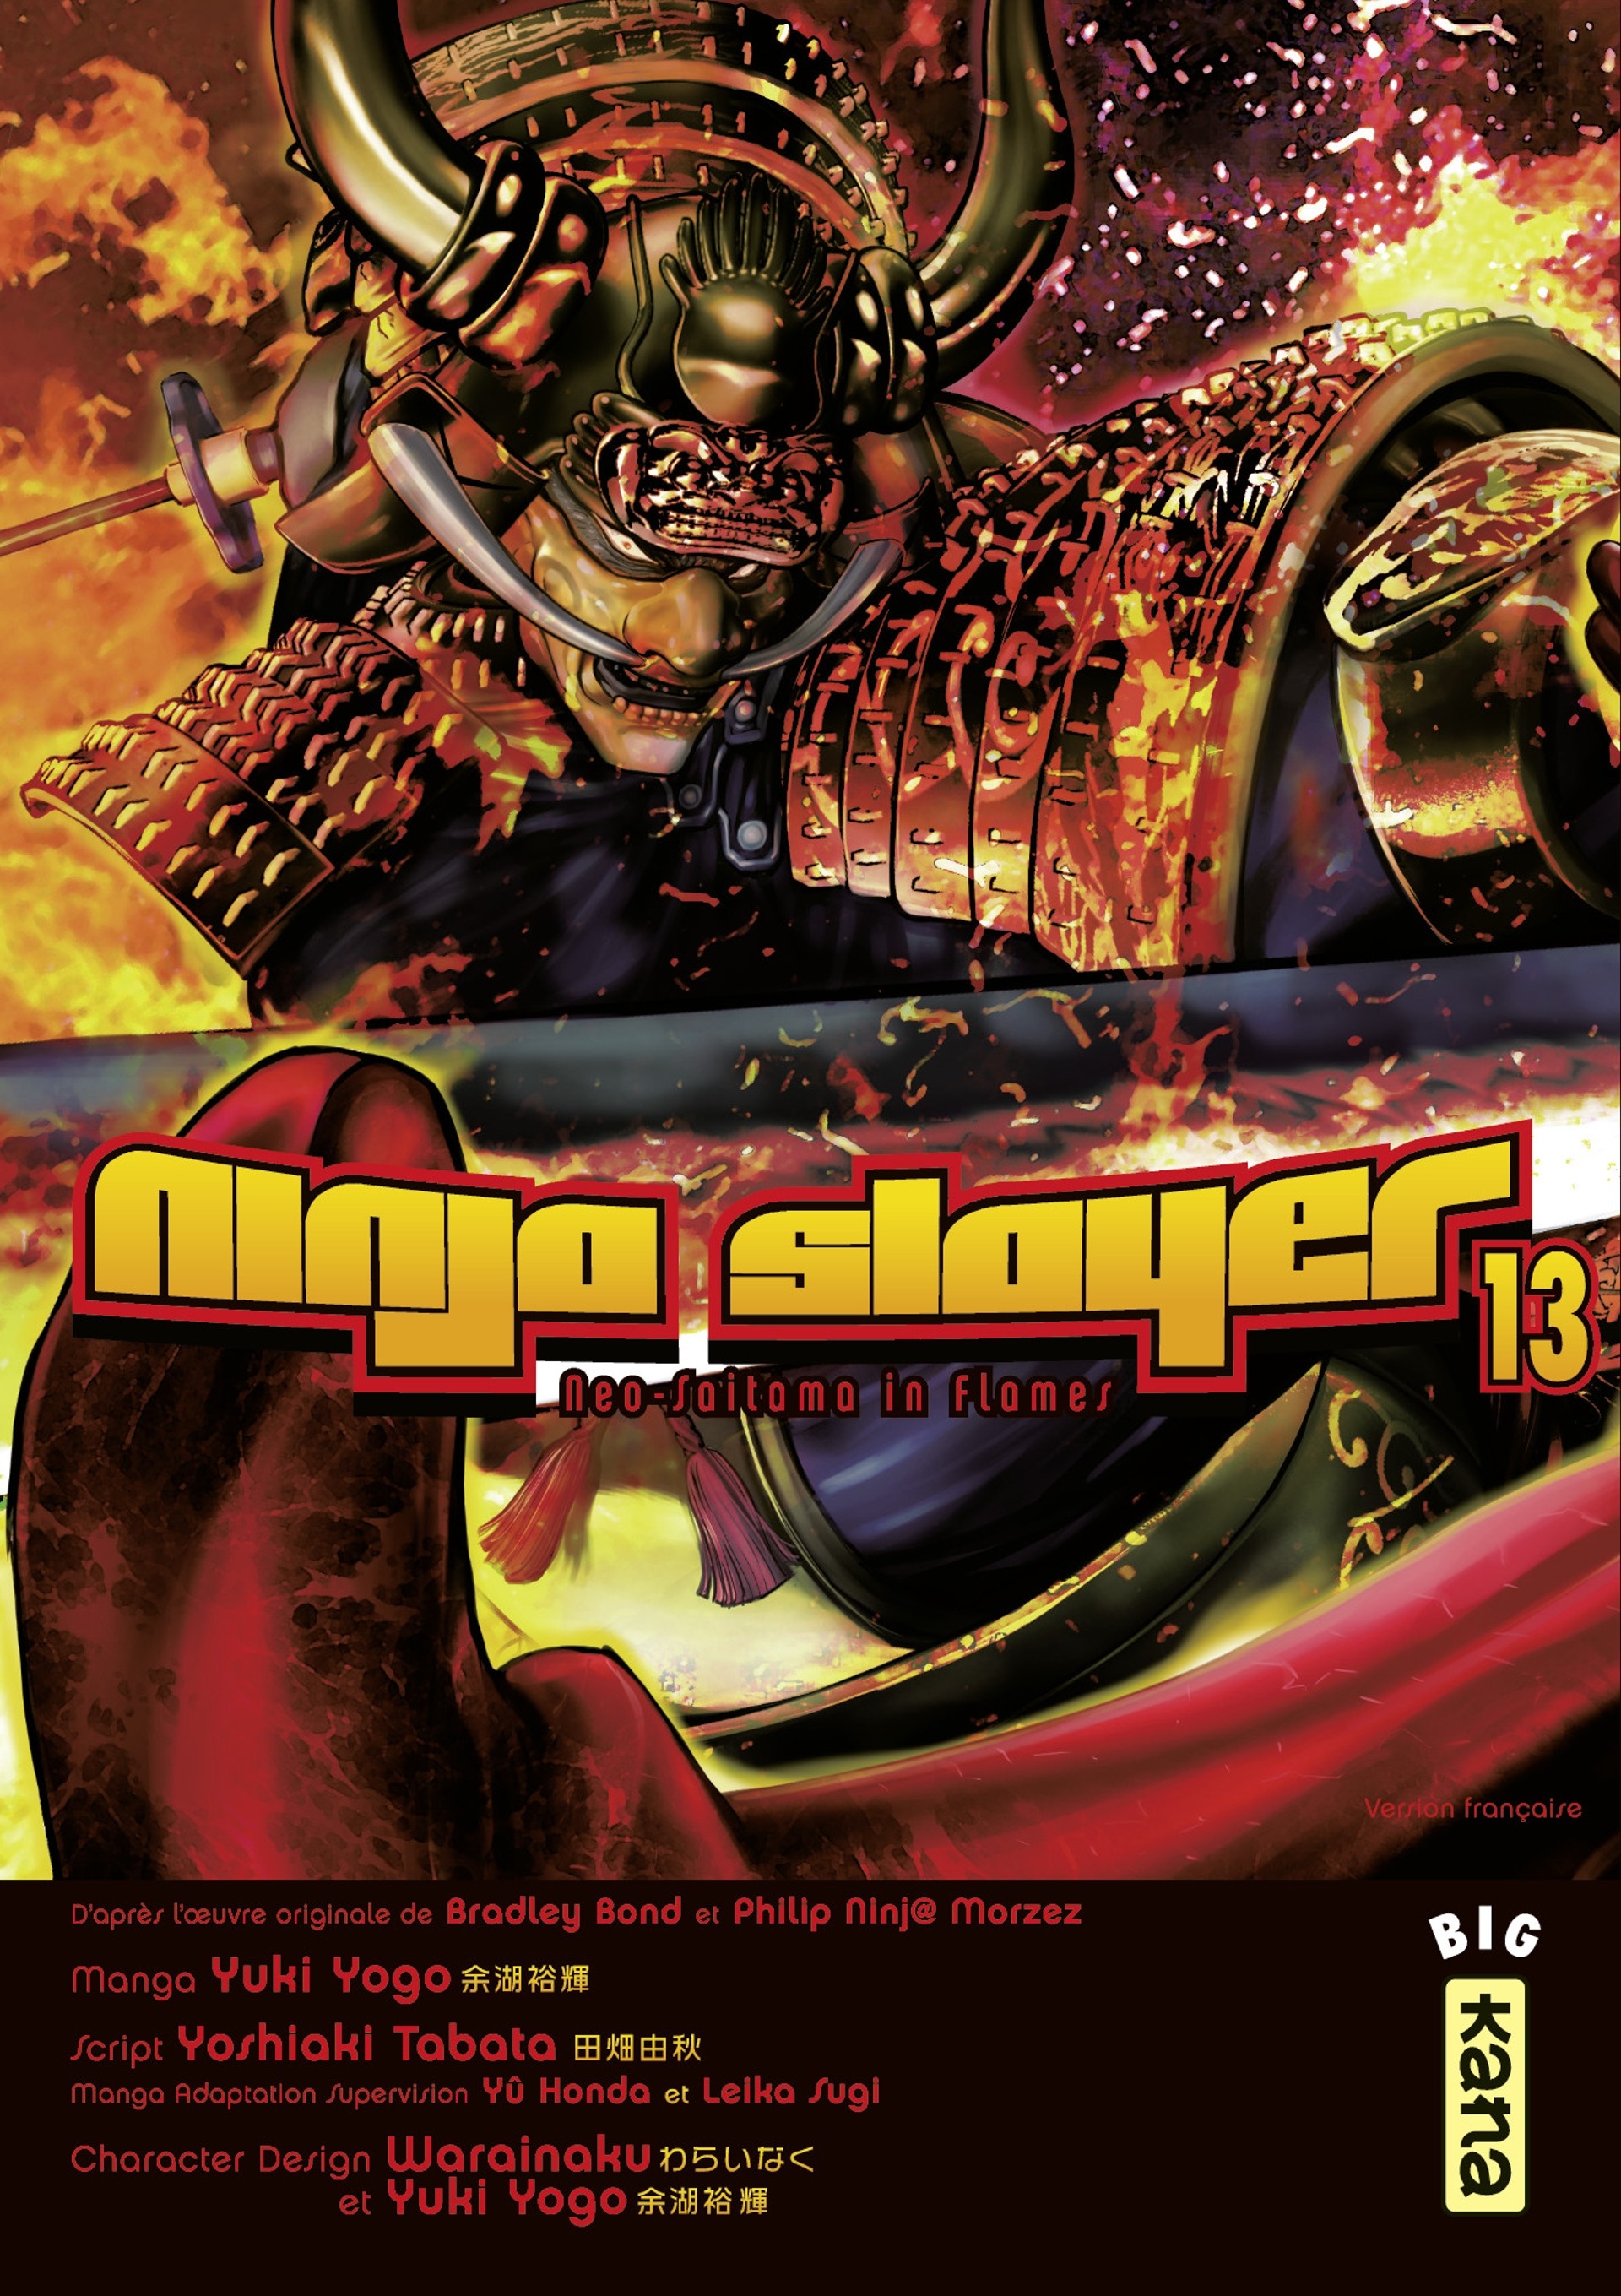 ninja slayer
13
Neo-Saitama in Flames
Version française
D'après l'œuvre originale de Bradley Bond et Philip Ninj@ Morzez
Manga Yuki Yogo 余湖裕輝
Script Yoshiaki Tabata 田畑由秋
Manga Adaptation Supervision Yû Honda et Leika Sugi
Character Design Warainaku わらいなく
et Yuki Yogo 余湖裕輝
BIG
kana